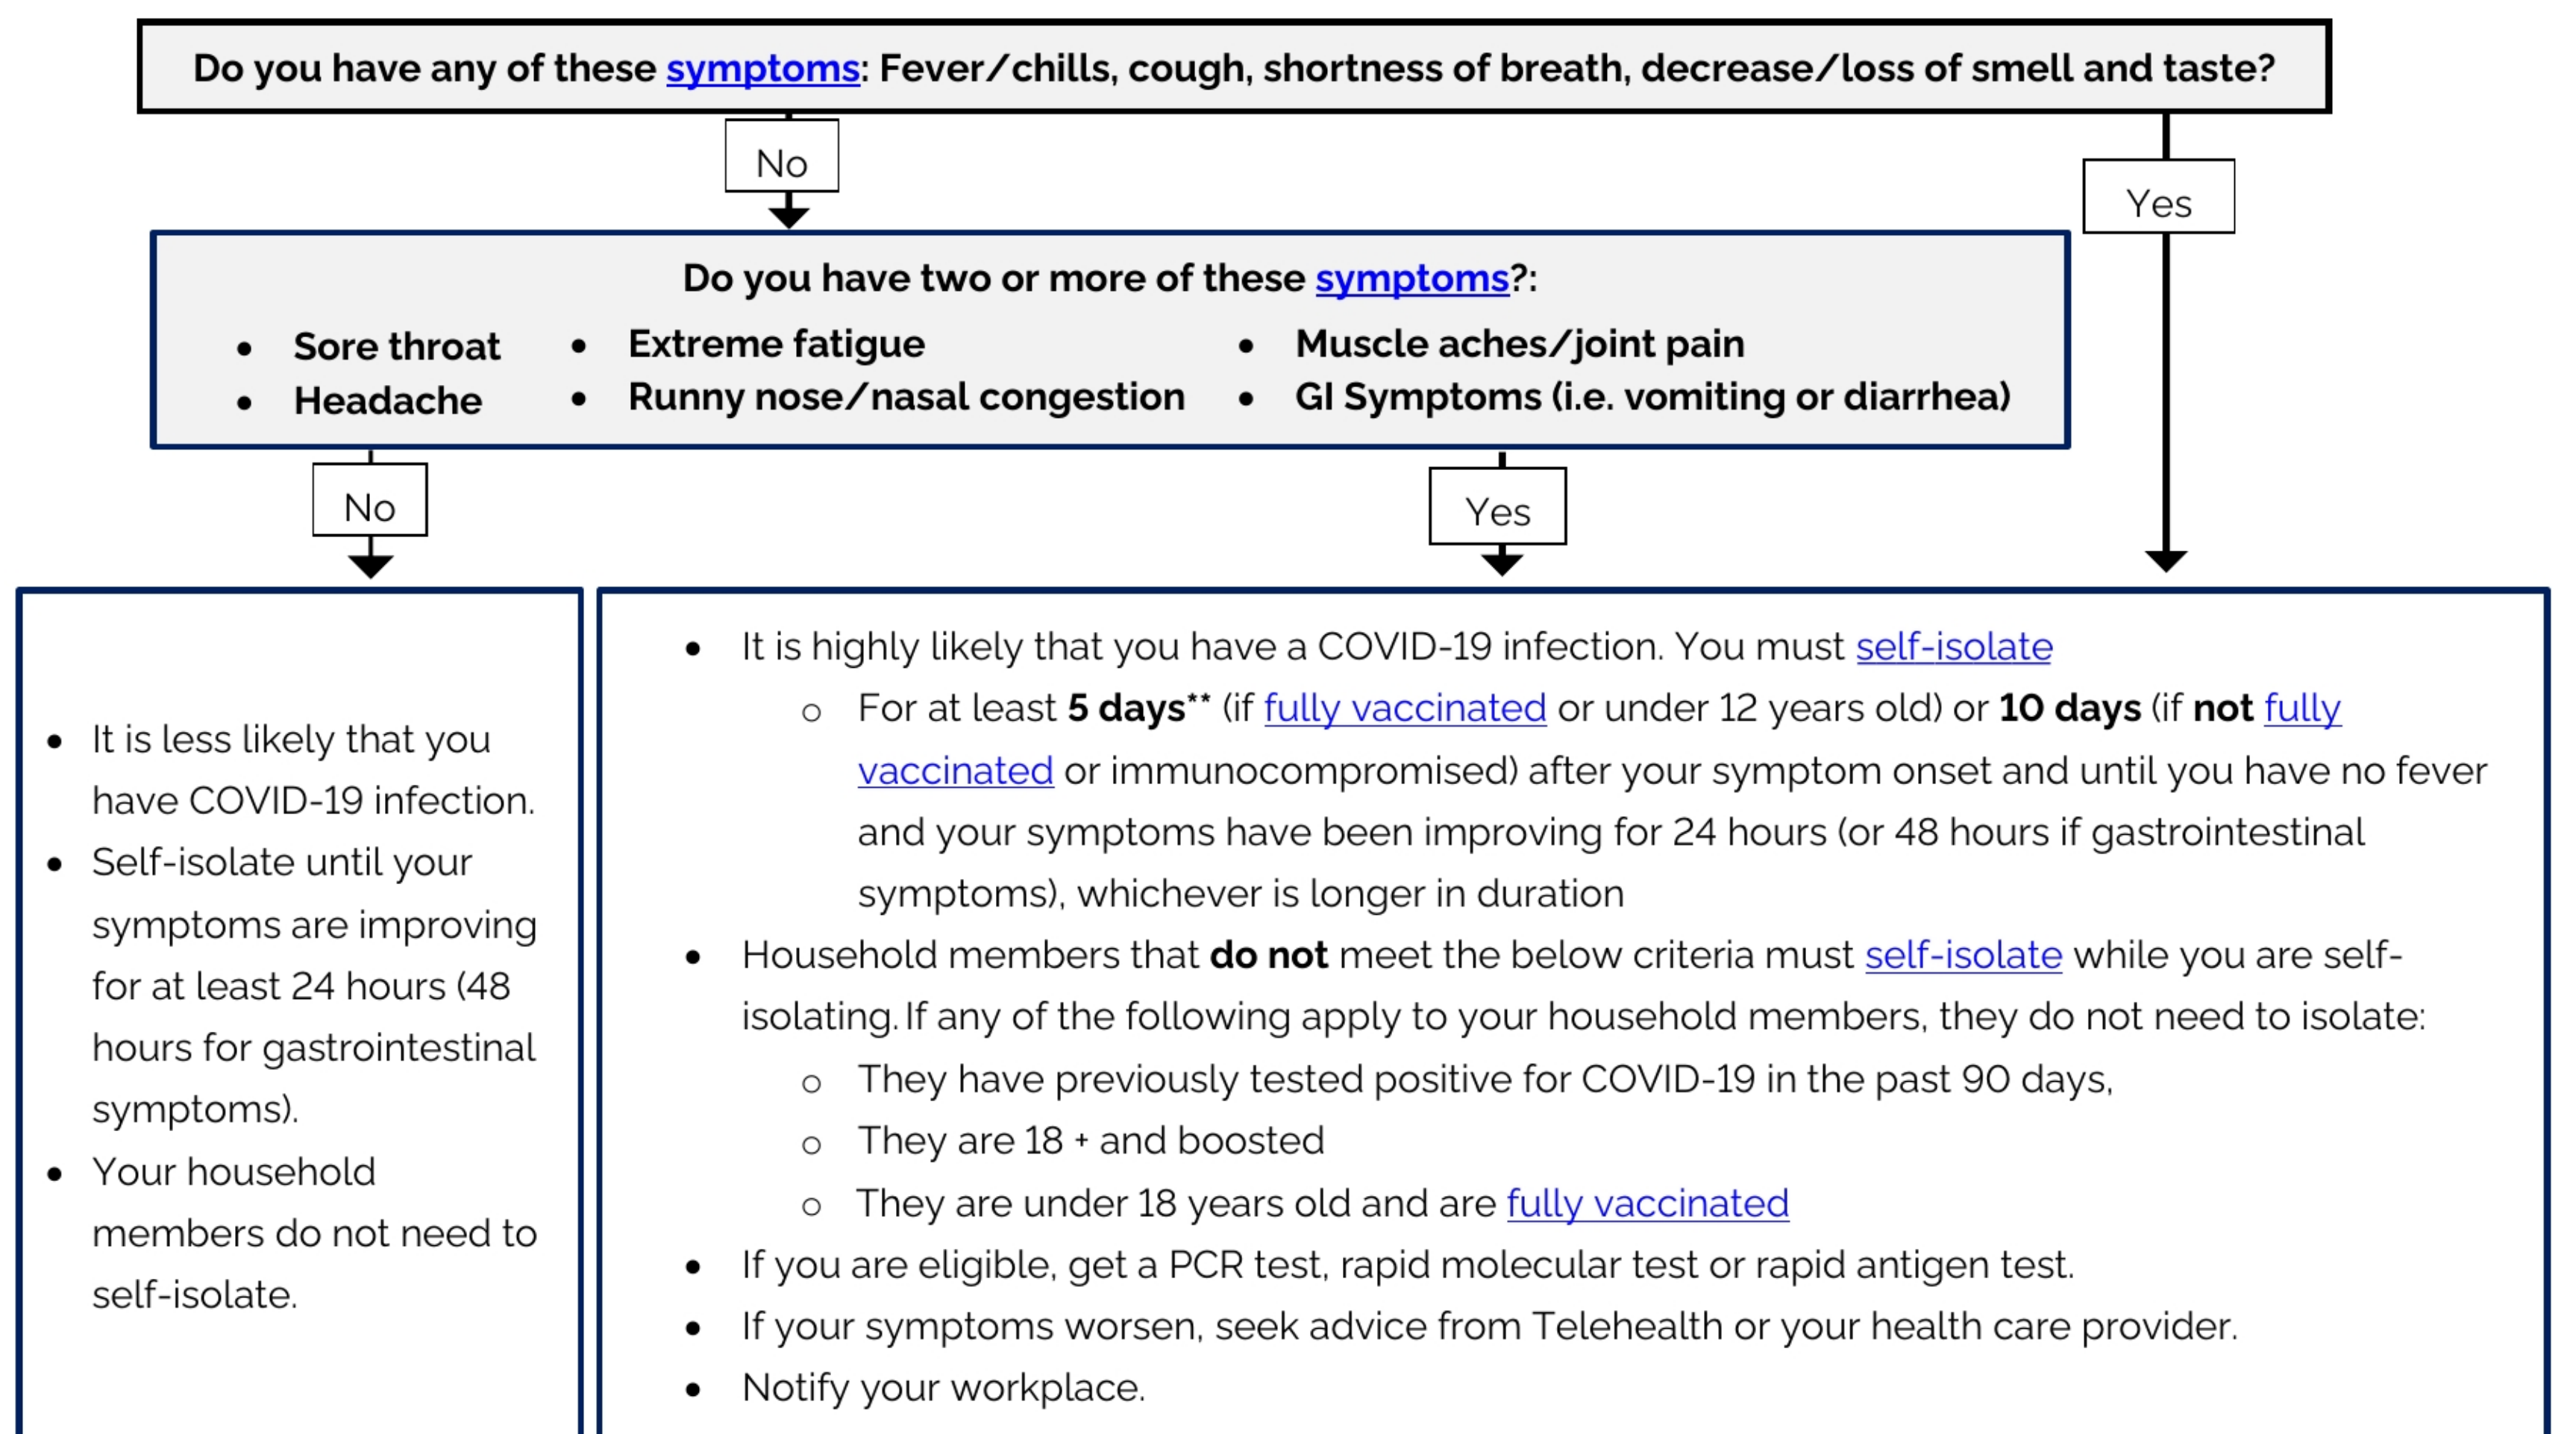 Do you have any of these symptoms: Fever/chills, cough, shortness of breath, decrease/loss of smell and taste?
No
Yes
Do you have two or more of these symptoms?:
• Sore throat
• Headache
• Extreme fatigue
• Runny nose/nasal congestion
• Muscle aches/joint pain
• GI Symptoms (i.e. vomiting or diarrhea)
No
Yes
• It is less likely that you
have COVID-19 infection.
• Self-isolate until your
symptoms are improving
for at least 24 hours (48
hours for gastrointestinal
symptoms).
• Your household
members do not need to
self-isolate.
• It is highly likely that you have a COVID-19 infection. You must self-isolate
o For at least 5 days** (if fully vaccinated or under 12 years old) or 10 days (if not fully
vaccinated or immunocompromised) after your symptom onset and until you have no fever
and your symptoms have been improving for 24 hours (or 48 hours if gastrointestinal
symptoms), whichever is longer in duration
• Household members that do not meet the below criteria must self-isolate while you are self-
isolating. If any of the following apply to your household members, they do not need to isolate:
o They have previously tested positive for COVID-19 in the past 90 days,
o They are 18 + and boosted
o They are under 18 years old and are fully vaccinated
• If you are eligible, get a PCR test, rapid molecular test or rapid antigen test.
• If your symptoms worsen, seek advice from Telehealth or your health care provider.
• Notify your workplace.